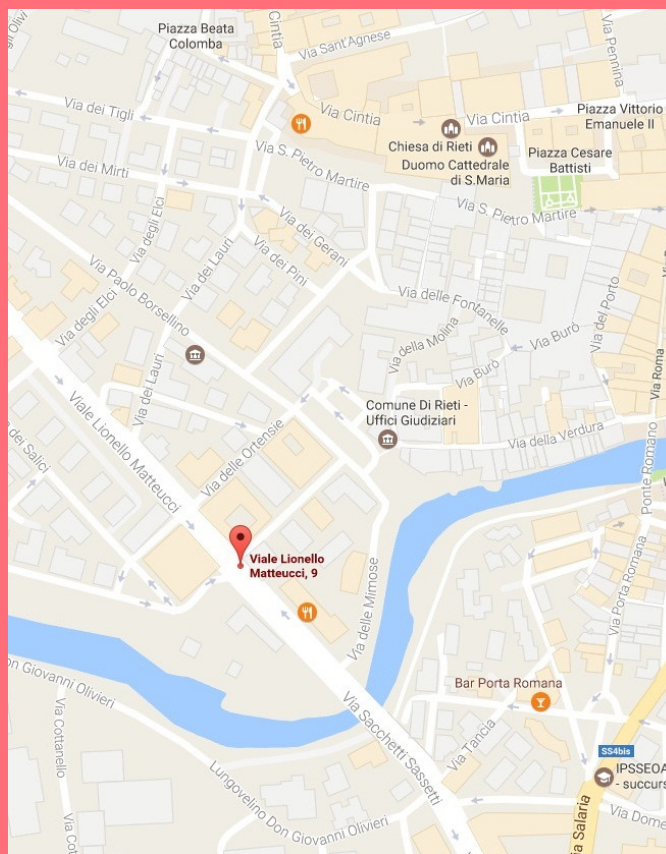 Piazza Beata
Colomba
Cintia
Via Sant'Agnese
Via Pennina
Via dei Tigli
Via Cintia
Via Cintia
Piazza Vittorio
Emanuele II
Chiesa di Rieti
Duomo Cattedrale
di S.Maria
Piazza Cesare
Battisti
Via S. Pietro Martire
Via dei Mirti
Via degli Elci
Via S. Pietro Martire
Via dei Gerani
Via dei Lauri
Via dei Pini
Via Paolo Borsellino
Via delle Fontanelle
Via degli Elci
Via della Molina
Via Burò
Via del Porto
Via Burò
Via Roma
Via dei Lauri
Viale Lionello Matteucci
Comune Di Rieti -
Uffici Giudiziari
Via della Verdura
Via delle Ortensie
dei Salici
Ponte Romano
Viale Lionello
Matteucci, 9
Via delle Mimose
Via Porta Romana
Giovanni Olivieri
Bar Porta Romana
Via Cottanello
Via Sacchetti Sassetti
Via Tancia
SS4bis
IPSSEOA
- succurs
Lungovelino Don Giovanni Olivieri
Via Cot
Via Salaria
Via Dome